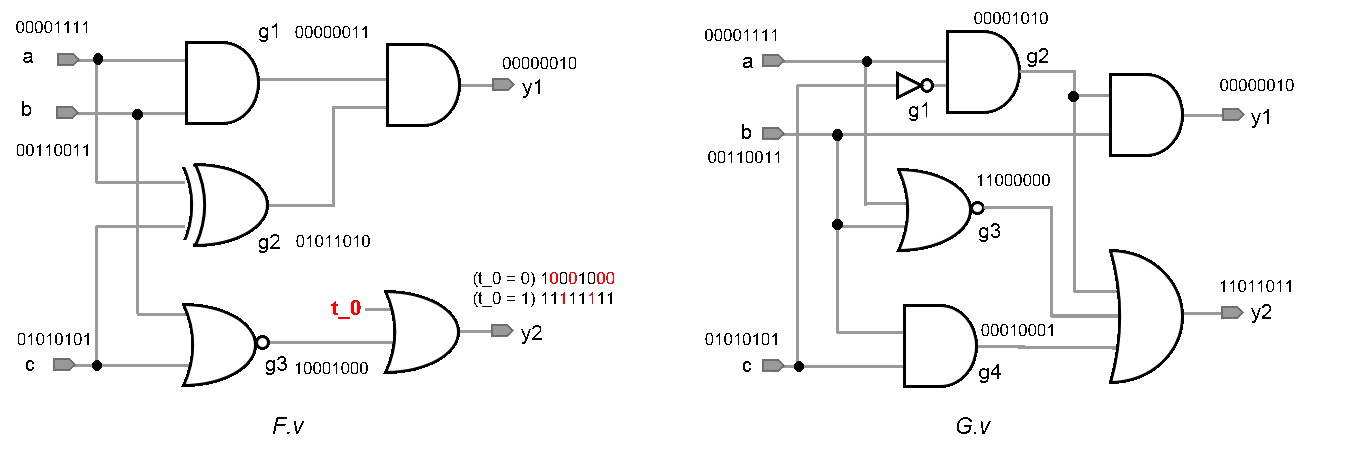 00001111
a
g1
00000011
00000010
y1
b
00110011
g2
01011010
(t_0 = 0) 10001000
(t_0 = 1) 11111111
t_0
y2
01010101
c
g3
10001000
F.v
00001010
00001111
a
g2
g1
00000010
y1
b
00110011
11000000
g3
11011011
y2
00010001
01010101
c
g4
G.v